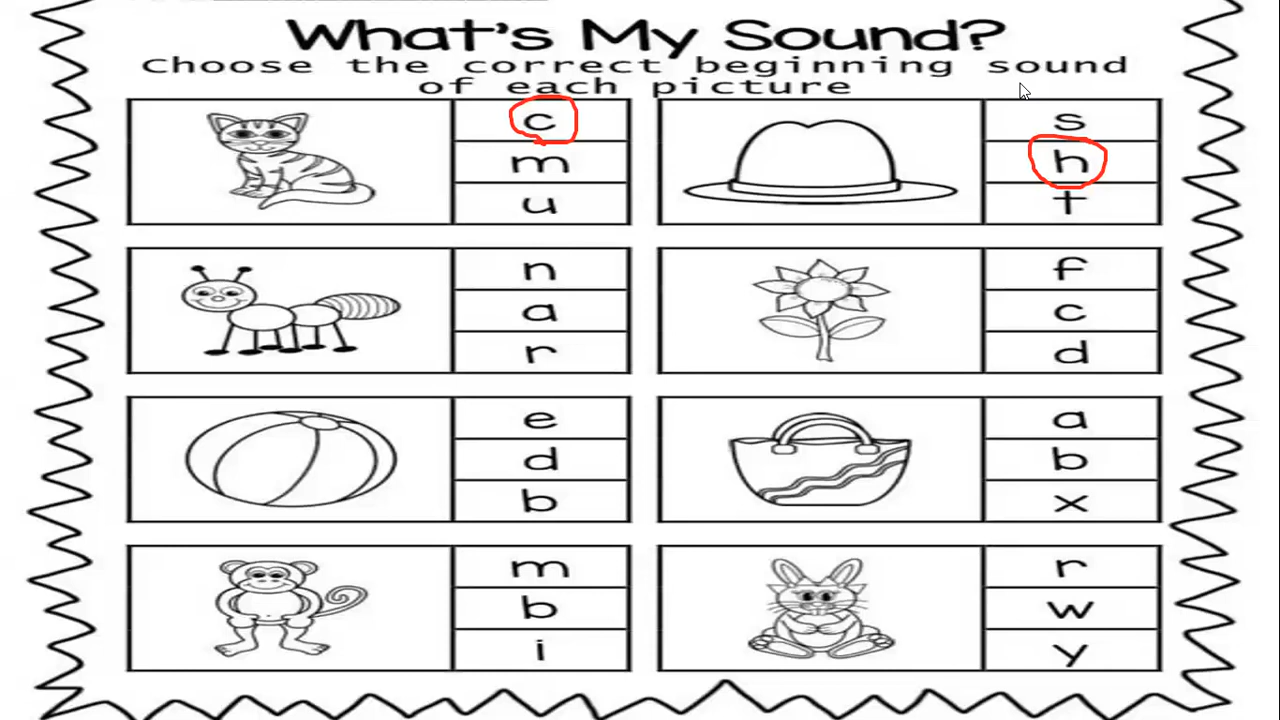 What's My Sound?
Choose the correct beginning sound
of each picture
c
m
u
s
h
t
n
a
r
f
c
d
e
d
b
a
b
x
m
b
i
r
w
y